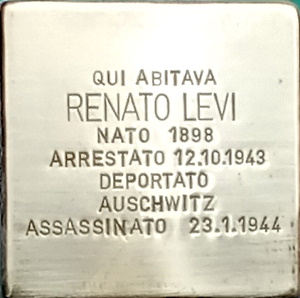 QUI ABITAVA
RENATO LEVI
NATO 1898
ARRESTATO 12.10.1943
DEPORTATO
AUSCHWITZ
ASSASSINATO 23.1.1944